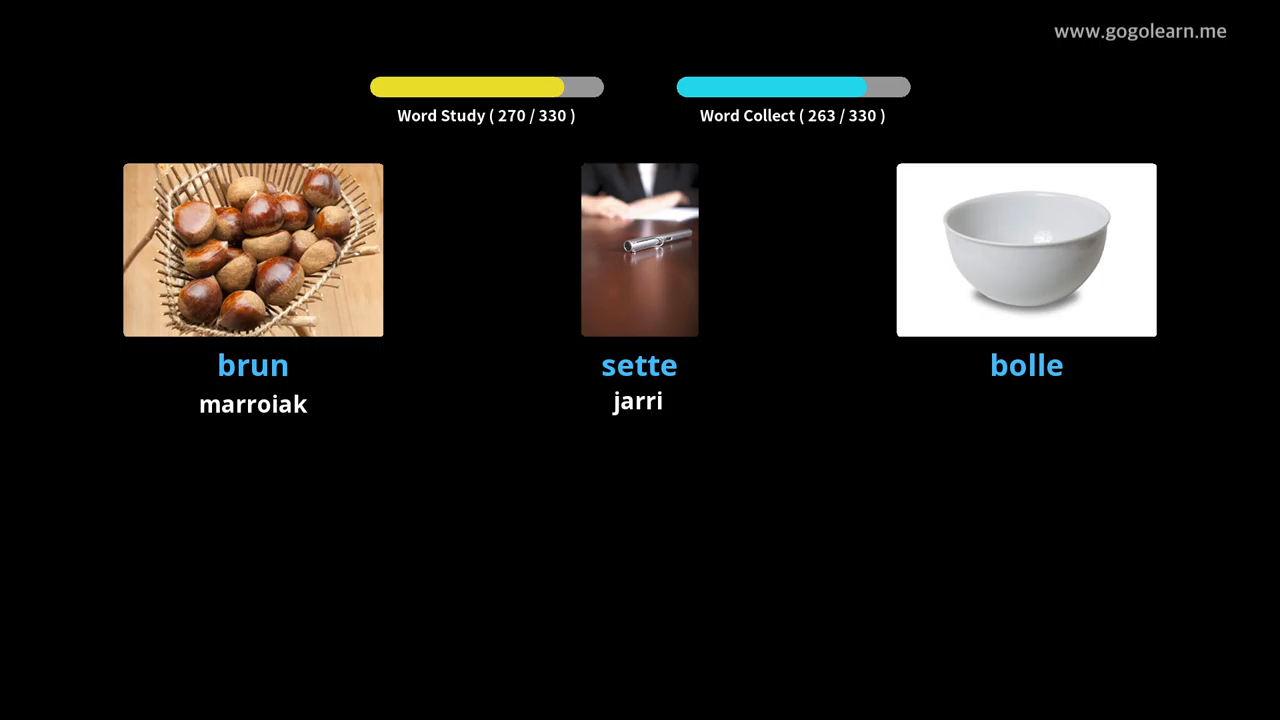 www.gogolearn.me
Word Study ( 270 / 330 )
Word Collect ( 263 / 330 )
brun
sette
bolle
marroiak
jarri